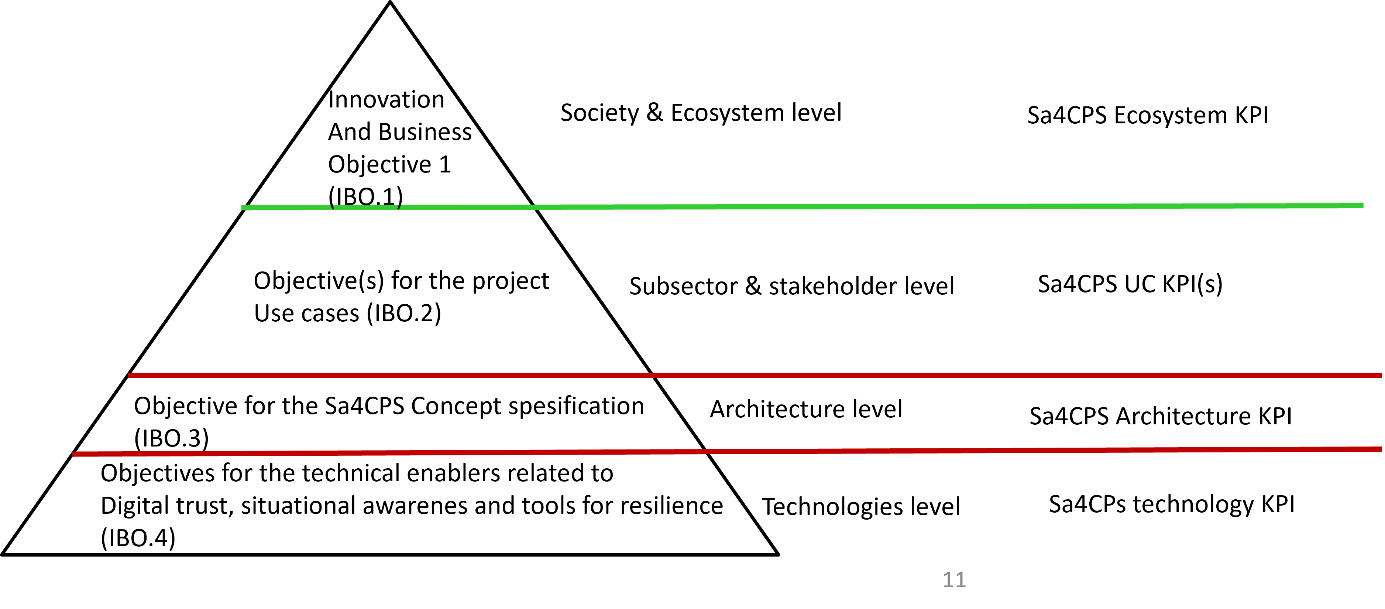 Innovation
And Business
Objective 1
(IBO.1)
Society & Ecosystem level
Sa4CPS Ecosystem KPI
Objective(s) for the project
Use cases (IBO.2)
Subsector & stakeholder level
Sa4CPS UC KPI(s)
Objective for the Sa4CPS Concept spesification
(IBO.3)
Architecture level
Sa4CPS Architecture KPI
Objectives for the technical enablers related to
Digital trust, situational awarenes and tools for resilience
(IBO.4)
Technologies level
Sa4CPs technology KPI
11